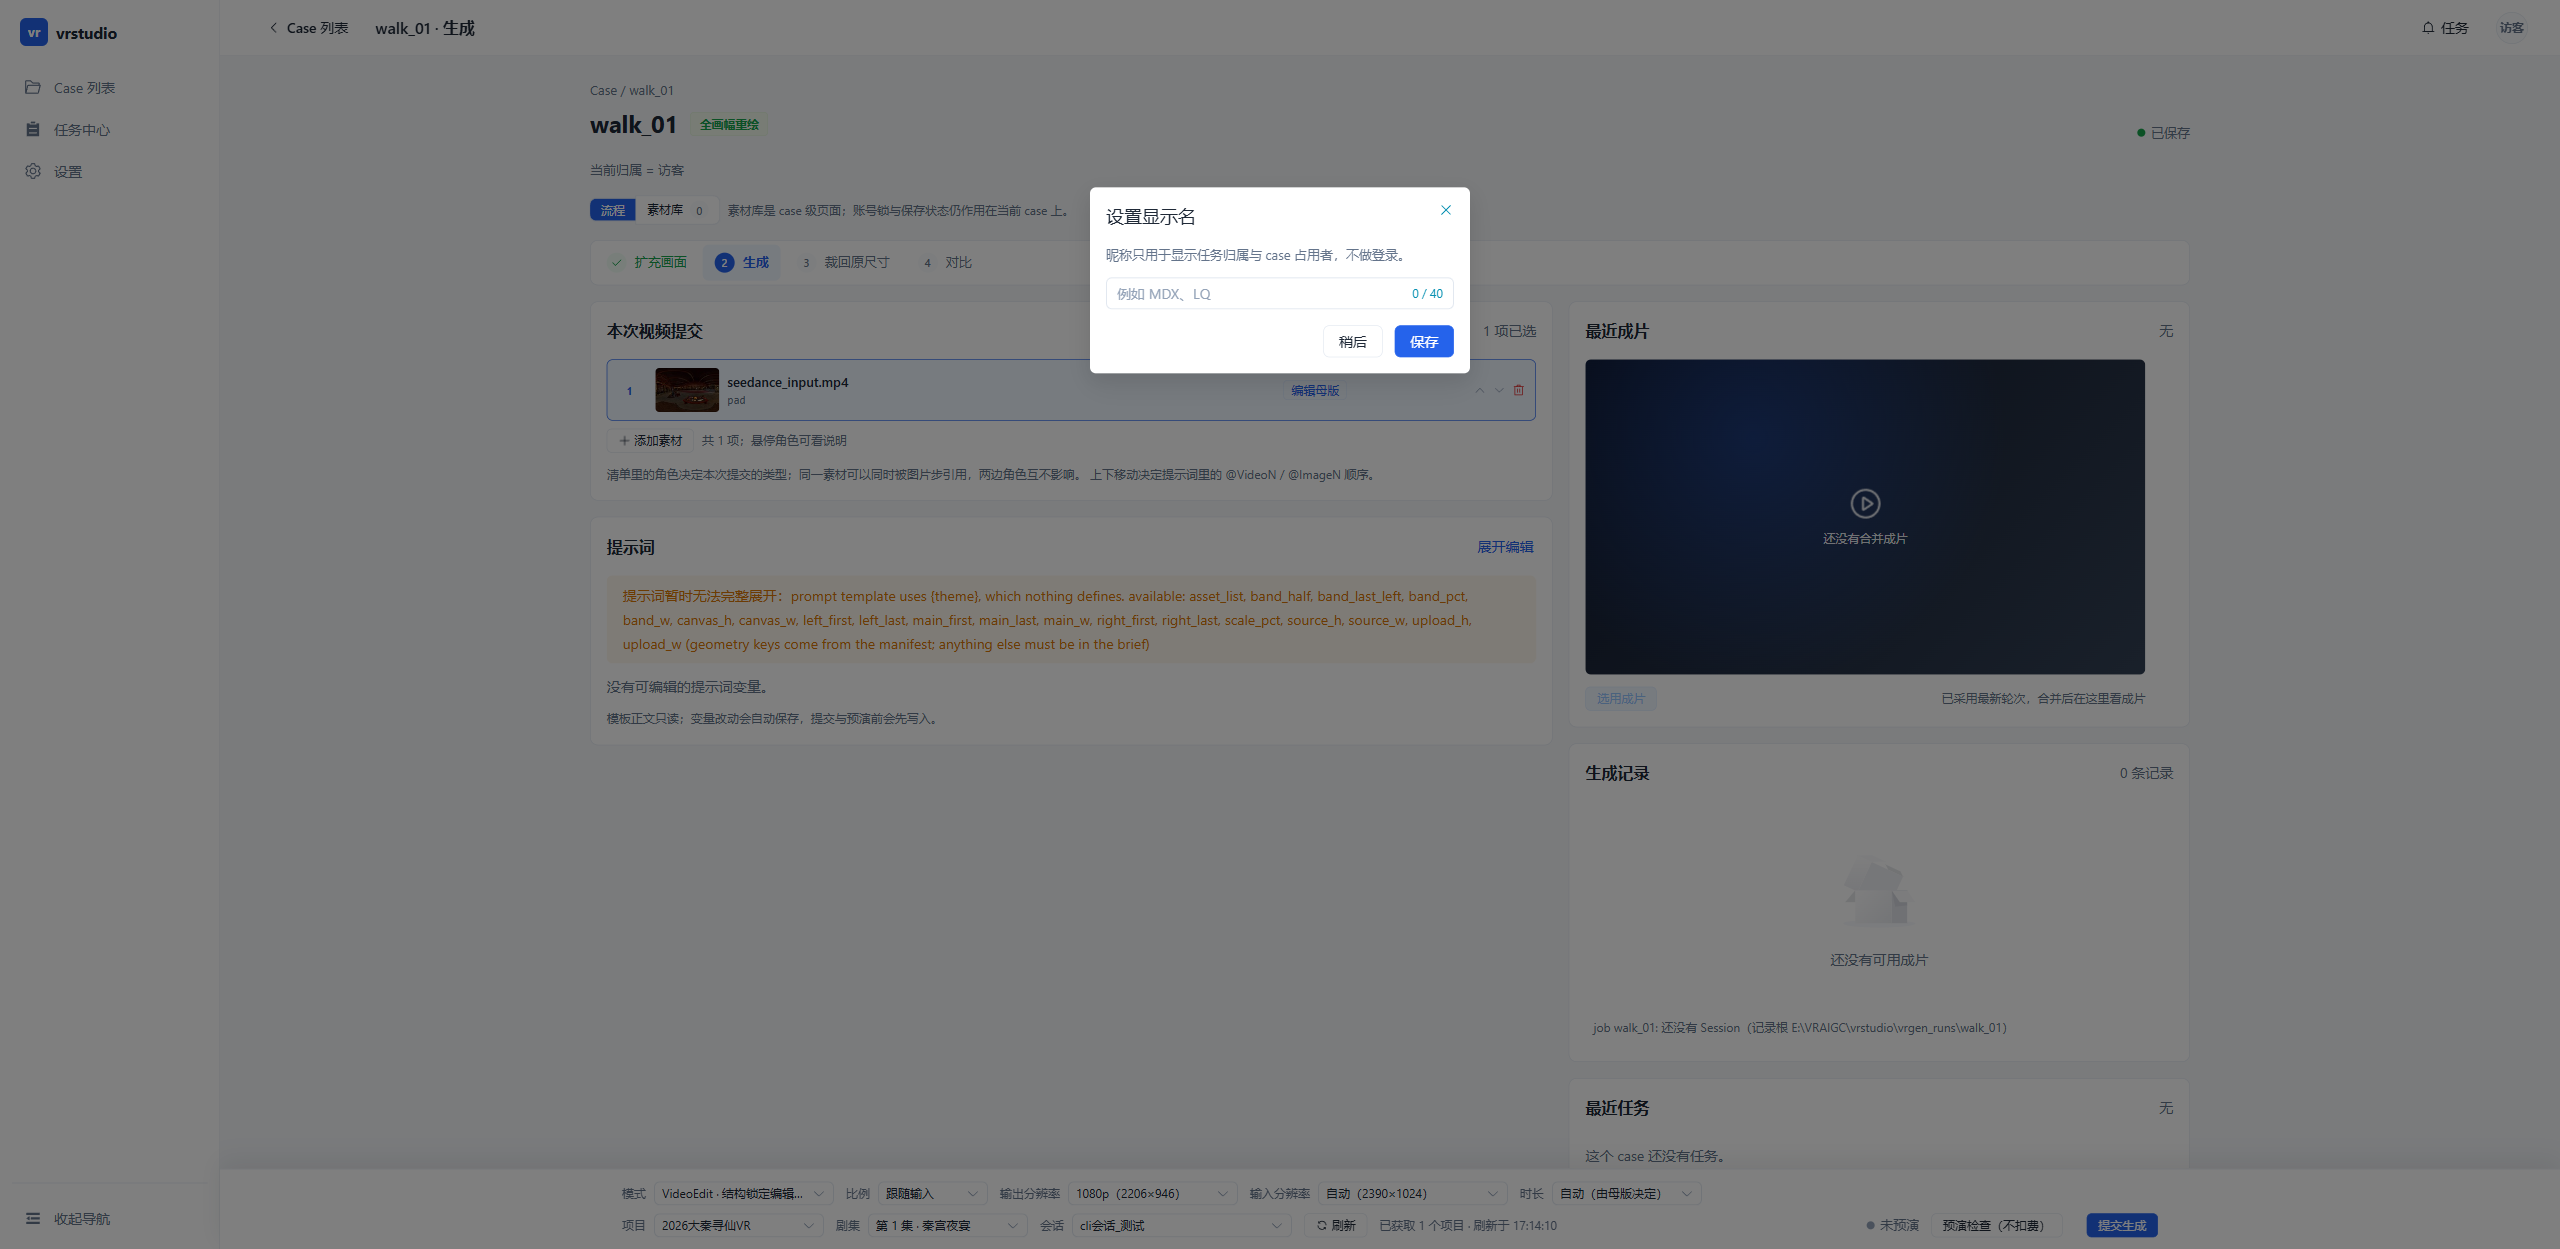 vr vrstudio
Case 列表
任务中心
设置
收起导航
Case 列表 walk_01 · 生成
任务
访客
Case / walk_01
walk_01 全画幅重绘
已保存
当前归属 = 访客
流程 素材库 0 素材库是 case 级页面；账号锁与保存状态仍作用在当前 case 上。
扩充画面 2 生成 3 裁回原尺寸 4 对比
设置显示名
昵称只用于显示任务归属与 case 占用者，不做登录。
例如 MDX、LQ 0 / 40
稍后 保存
本次视频提交 1 项已选
1 seedance_input.mp4 编辑母版
pad
添加素材 共 1 项；悬停角色可看说明
清单里的角色决定本次提交的类型；同一素材可以同时被图片步引用，两边角色互不影响。 上下移动决定提示词里的 @VideoN / @ImageN 顺序。
提示词 展开编辑
提示词暂时无法完整展开：prompt template uses {theme}, which nothing defines. available: asset_list, band_half, band_last_left, band_pct,
band_w, canvas_h, canvas_w, left_first, left_last, main_first, main_last, main_w, right_first, right_last, scale_pct, source_h, source_w, upload_h,
upload_w (geometry keys come from the manifest; anything else must be in the brief)
没有可编辑的提示词变量。
模板正文只读；变量改动会自动保存，提交与预演前会先写入。
最近成片 无
还没有合并成片
选用成片 已采用最新轮次，合并后在这里看成片
生成记录 0 条记录
还没有可用成片
job walk_01: 还没有 Session（记录根 E:\VRAIGC\vrstudio\vrgen_runs\walk_01）
最近任务 无
这个 case 还没有任务。
模式 VideoEdit · 结构锁定编辑... 比例 跟随输入 输出分辨率 1080p（2206×946） 输入分辨率 自动（2390×1024） 时长 自动（由母版决定）
项目 2026大秦寻仙VR 剧集 第 1 集 · 秦宫夜宴 会话 cli会话_测试 刷新 已获取 1 个项目 · 刷新于 17:14:10 未预演 预演检查（不扣费） 提交生成